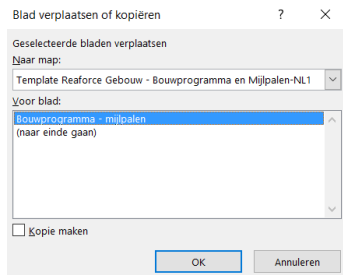 Blad verplaatsen of kopiëren ? ×
Geselecteerde bladen verplaatsen
Naar map:
Template Reaforce Gebouw - Bouwprogramma en Mijlpalen-NL1
Voor blad:
Bouwprogramma - mijlpalen
(naar einde gaan)
Kopie maken
OK Annuleren